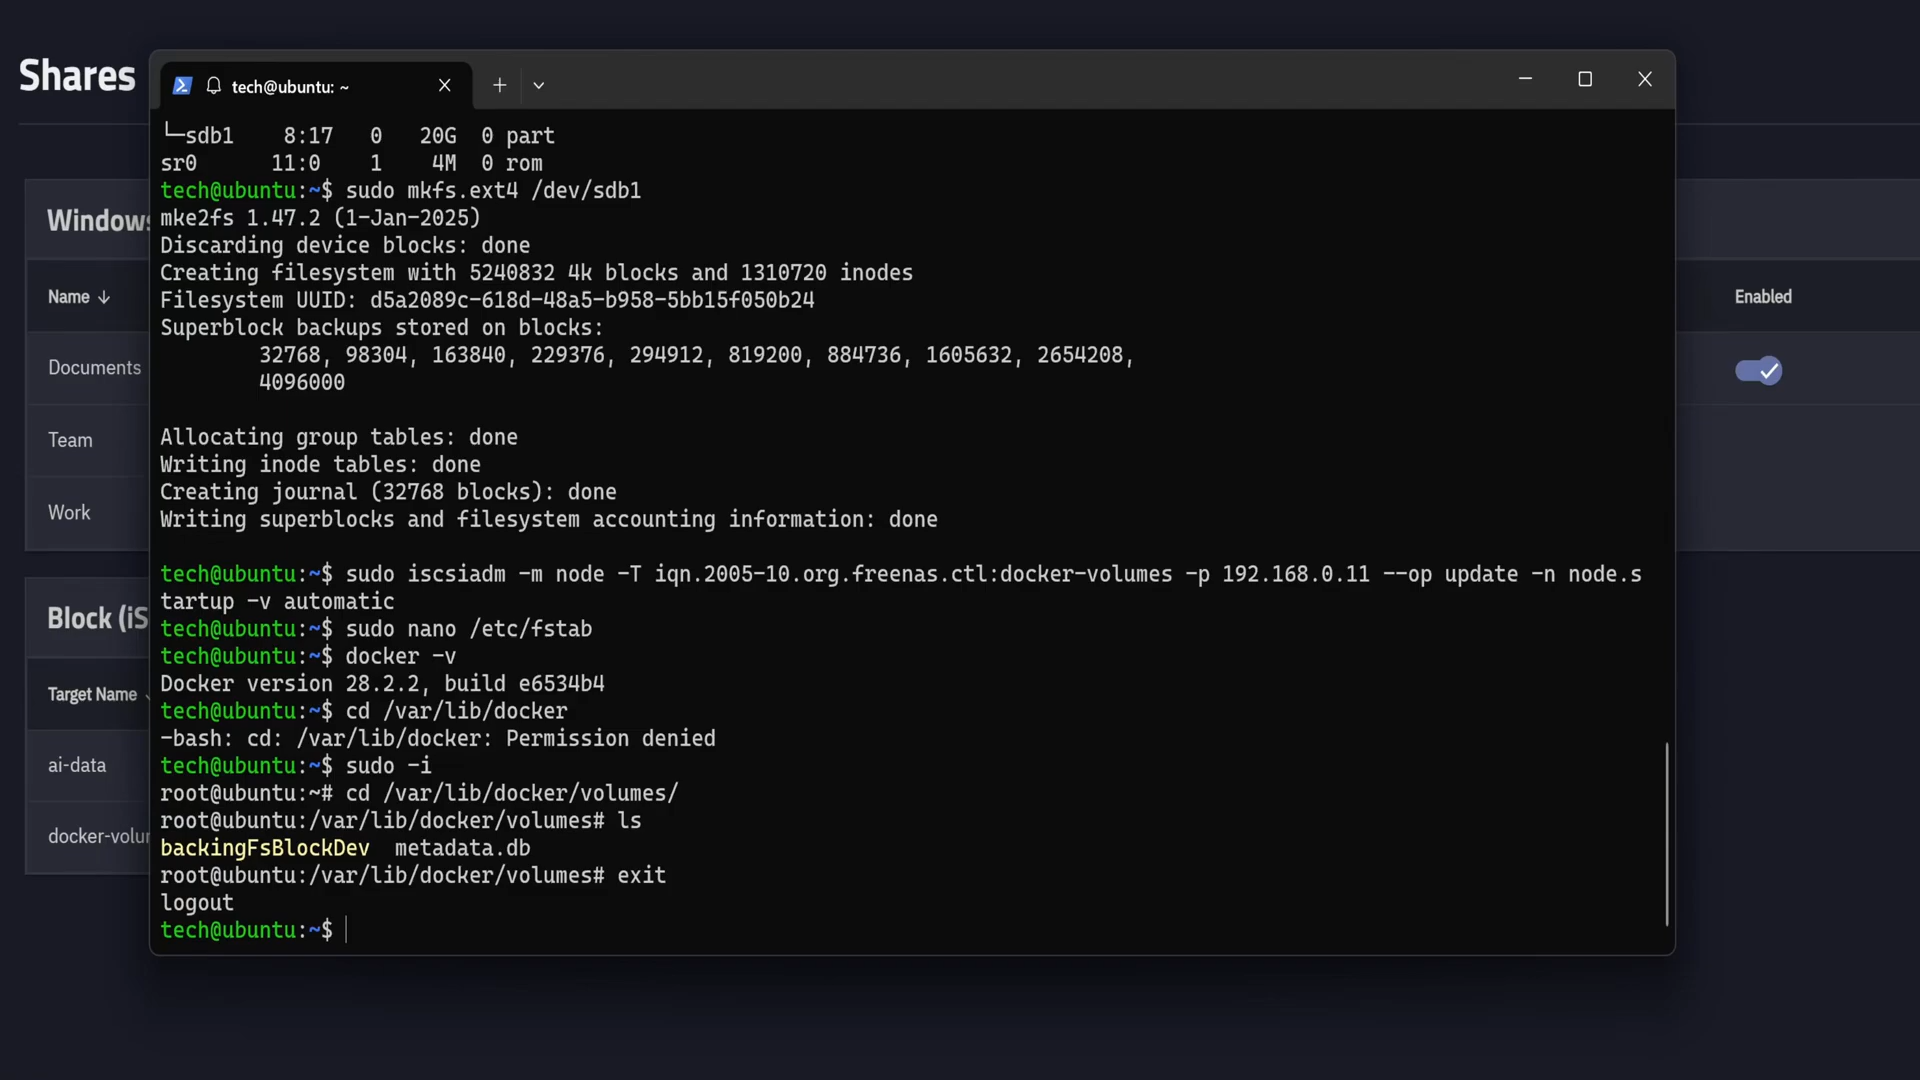 Shares
tech@ubuntu: ~
Windows
Name ↓
Enabled
Documents
Team
Work
Block (iS
Target Name
ai-data
docker-volu
└─sdb1    8:17   0   20G  0 part
sr0      11:0    1    4M  0 rom
tech@ubuntu:~$ sudo mkfs.ext4 /dev/sdb1
mke2fs 1.47.2 (1-Jan-2025)
Discarding device blocks: done
Creating filesystem with 5240832 4k blocks and 1310720 inodes
Filesystem UUID: d5a2089c-618d-48a5-b958-5bb15f050b24
Superblock backups stored on blocks:
        32768, 98304, 163840, 229376, 294912, 819200, 884736, 1605632, 2654208,
        4096000
Allocating group tables: done
Writing inode tables: done
Creating journal (32768 blocks): done
Writing superblocks and filesystem accounting information: done
tech@ubuntu:~$ sudo iscsiadm -m node -T iqn.2005-10.org.freenas.ctl:docker-volumes -p 192.168.0.11 --op update -n node.s
tartup -v automatic
tech@ubuntu:~$ sudo nano /etc/fstab
tech@ubuntu:~$ docker -v
Docker version 28.2.2, build e6534b4
tech@ubuntu:~$ cd /var/lib/docker
-bash: cd: /var/lib/docker: Permission denied
tech@ubuntu:~$ sudo -i
root@ubuntu:~# cd /var/lib/docker/volumes/
root@ubuntu:/var/lib/docker/volumes# ls
backingFsBlockDev  metadata.db
root@ubuntu:/var/lib/docker/volumes# exit
logout
tech@ubuntu:~$